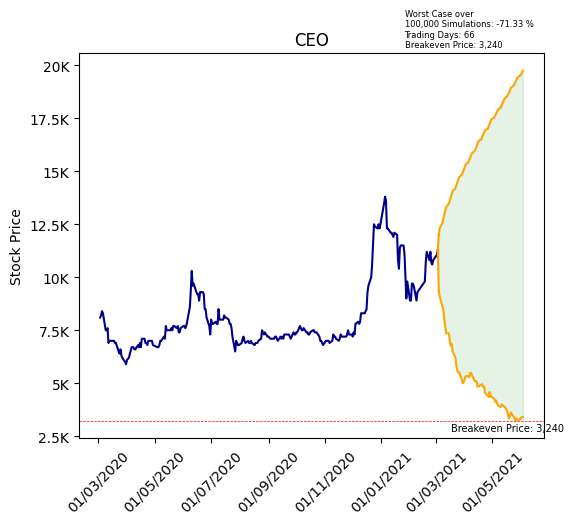 Worst Case over
100,000 Simulations: -71.33 %
Trading Days: 66
Breakeven Price: 3,240
CEO
Stock Price
20K
17.5K
15K
12.5K
10K
7.5K
5K
2.5K
Breakeven Price: 3,240
01/03/2020
01/05/2020
01/07/2020
01/09/2020
01/11/2020
01/01/2021
01/03/2021
01/05/2021